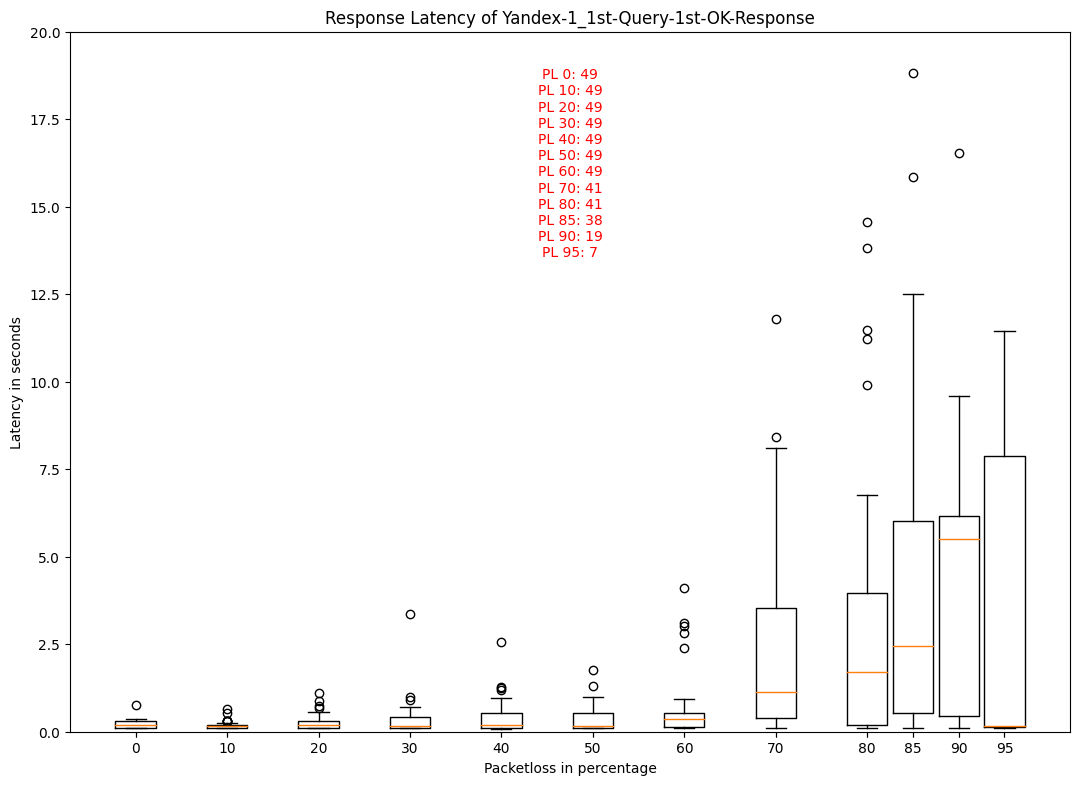 Response Latency of Yandex-1_1st-Query-1st-OK-Response
20.0
17.5
15.0
12.5
10.0
7.5
5.0
2.5
0.0
Latency in seconds
PL 0: 49
PL 10: 49
PL 20: 49
PL 30: 49
PL 40: 49
PL 50: 49
PL 60: 49
PL 70: 41
PL 80: 41
PL 85: 38
PL 90: 19
PL 95: 7
0 10 20 30 40 50 60 70 80 85 90 95
Packetloss in percentage